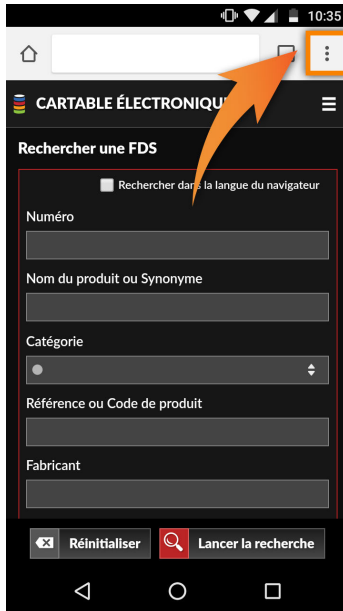 10:35
CARTABLE ÉLECTRONIQU
Rechercher une FDS
Rechercher dans la langue du navigateur
Numéro
Nom du produit ou Synonyme
Catégorie
Référence ou Code de produit
Fabricant
Réinitialiser Lancer la recherche